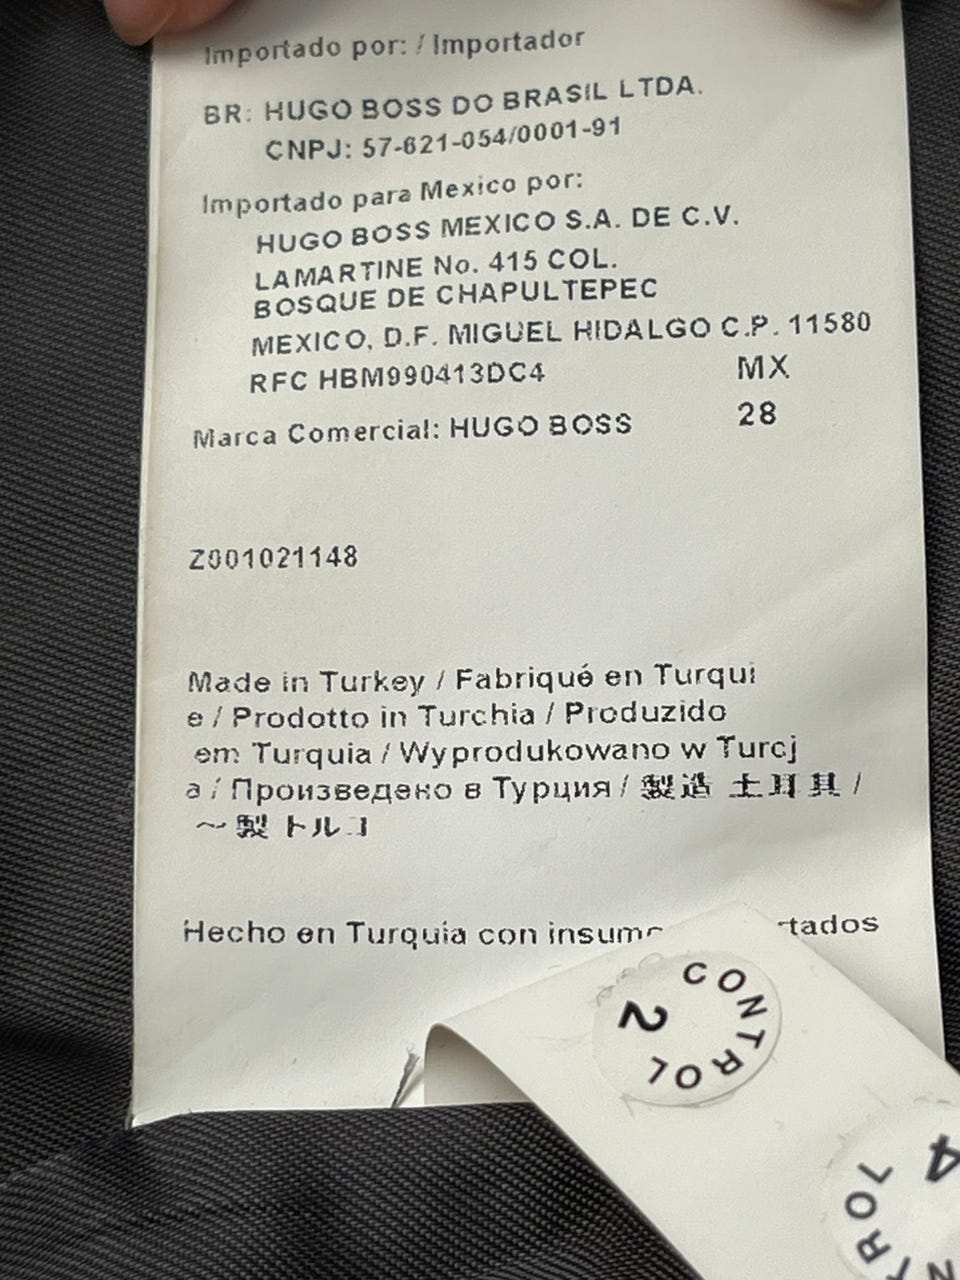 Importado por: / Importador
BR: HUGO BOSS DO BRASIL LTDA.
CNPJ: 57-621-054/0001-91
Importado para Mexico por:
HUGO BOSS MEXICO S.A. DE C.V.
LAMARTINE No. 415 COL.
BOSQUE DE CHAPULTEPEC
MEXICO, D.F. MIGUEL HIDALGO C.P. 11580
RFC HBM990413DC4 MX
Marca Comercial: HUGO BOSS 28
Z001021148
Made in Turkey / Fabriqué en Turqui
e / Prodotto in Turchia / Produzido
em Turquia / Wyprodukowano w Turcj
a / Произведено в Турция / 製造 土耳其 /
～製 トルコ
Hecho en Turquia con
CONTROL
2
CONTROL
4